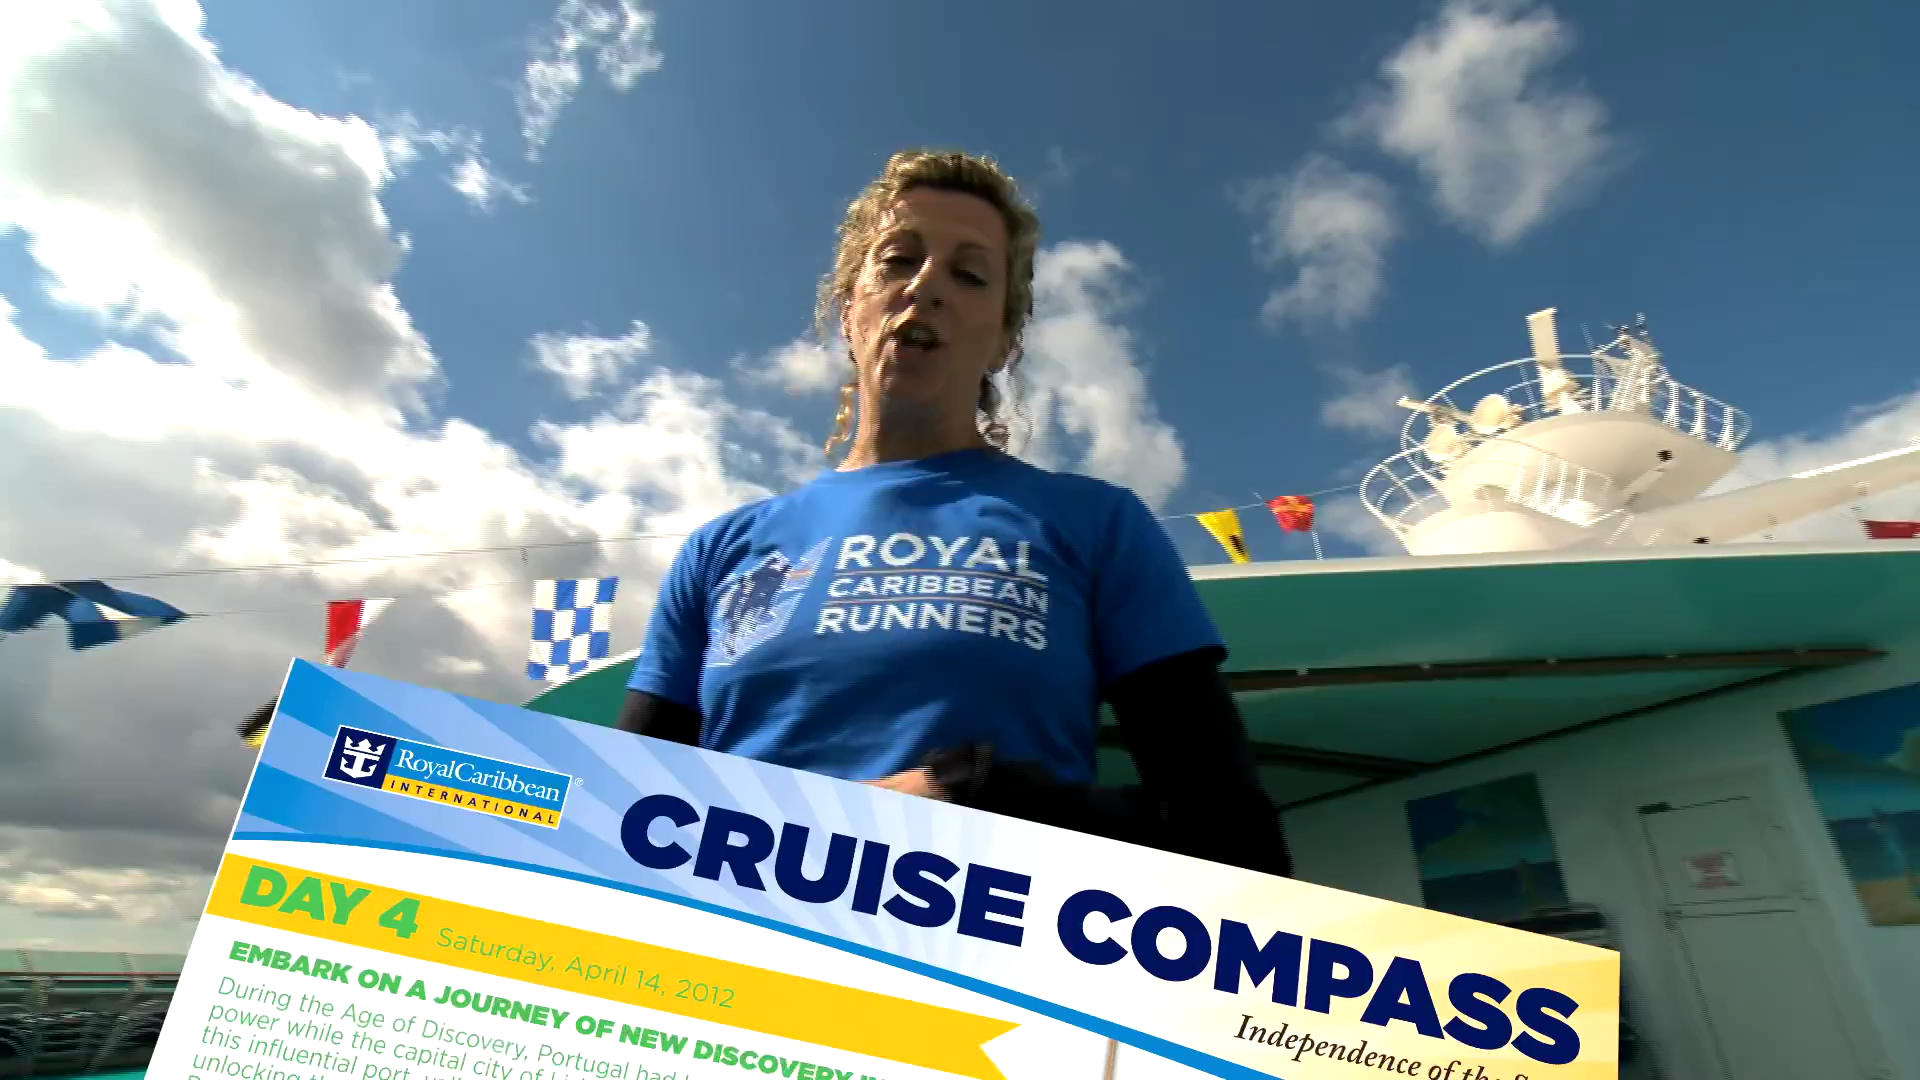 ROYAL
CARIBBEAN
RUNNERS
RoyalCaribbean®
INTERNATIONAL
CRUISE COMPASS
Independence of the
DAY 4 Saturday, April 14, 2012
EMBARK ON A JOURNEY OF NEW DISCOVERY
During the Age of Discovery, Portugal had
power while the capital city of
this influential port,
unlocking